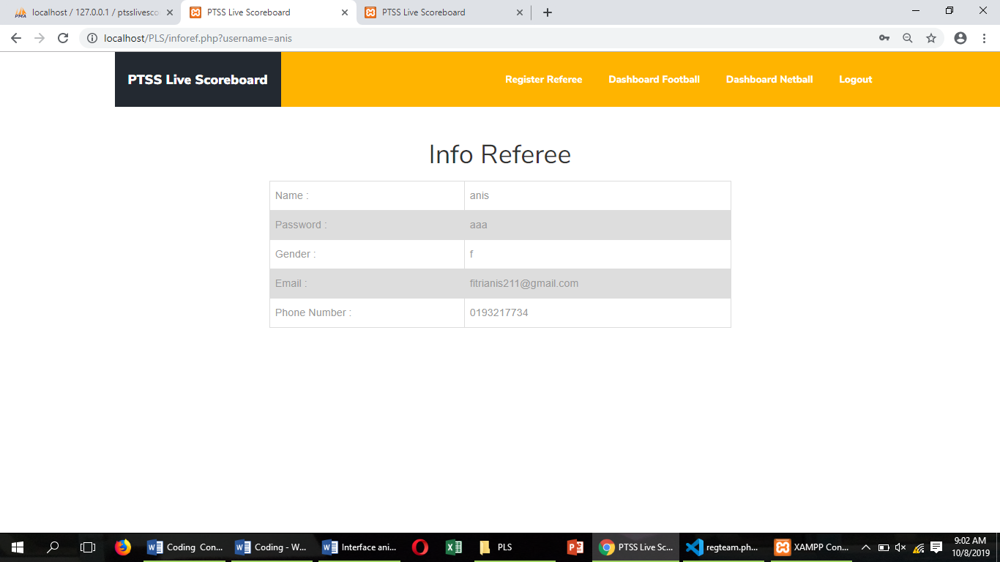 PMA localhost / 127.0.0.1 / ptsslivesco
PTSS Live Scoreboard
PTSS Live Scoreboard
localhost/PLS/inforef.php?username=anis
PTSS Live Scoreboard
Register Referee
Dashboard Football
Dashboard Netball
Logout
Info Referee
Name : anis
Password : aaa
Gender : f
Email : fitrianis211@gmail.com
Phone Number : 0193217734
Coding Con...
Coding - W...
Interface ani...
PLS
PTSS Live Sc...
regteam.ph...
XAMPP Con...
9:02 AM
10/8/2019